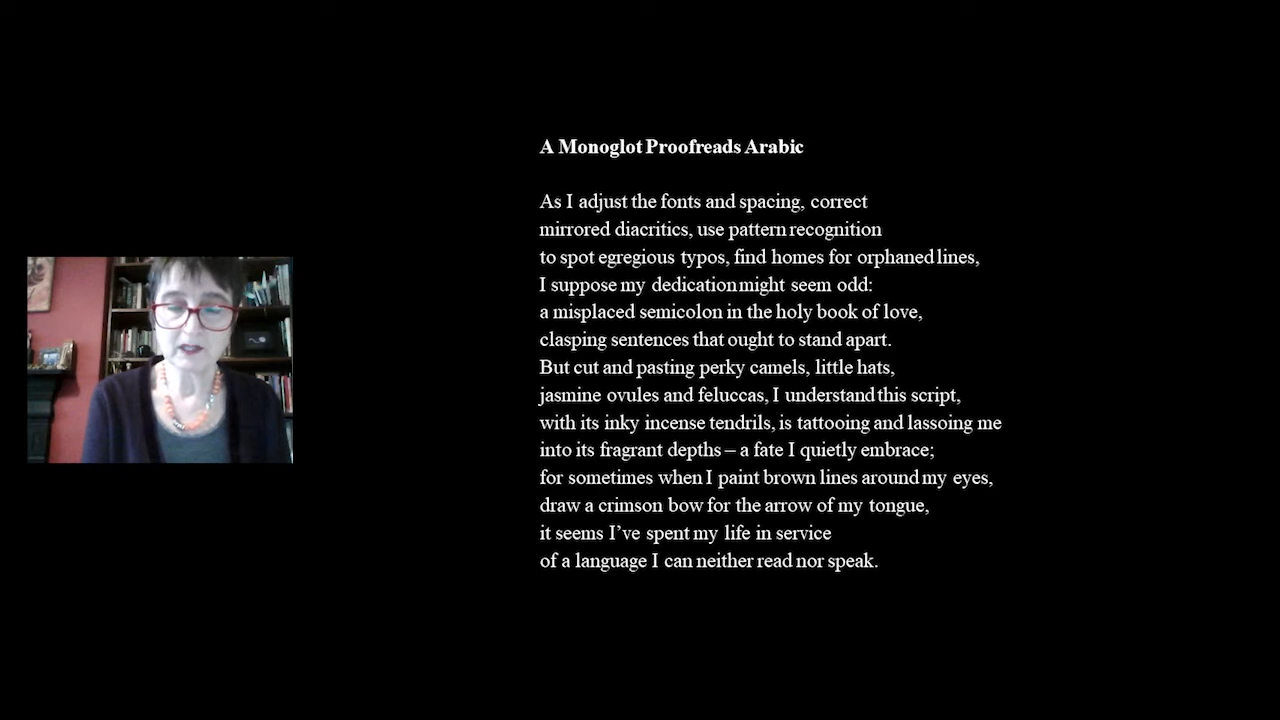 A Monoglot Proofreads Arabic
As I adjust the fonts and spacing, correct
mirrored diacritics, use pattern recognition
to spot egregious typos, find homes for orphaned lines,
I suppose my dedication might seem odd:
a misplaced semicolon in the holy book of love,
clasping sentences that ought to stand apart.
But cut and pasting perky camels, little hats,
jasmine ovules and feluccas, I understand this script,
with its inky incense tendrils, is tattooing and lassoing me
into its fragrant depths – a fate I quietly embrace;
for sometimes when I paint brown lines around my eyes,
draw a crimson bow for the arrow of my tongue,
it seems I’ve spent my life in service
of a language I can neither read nor speak.